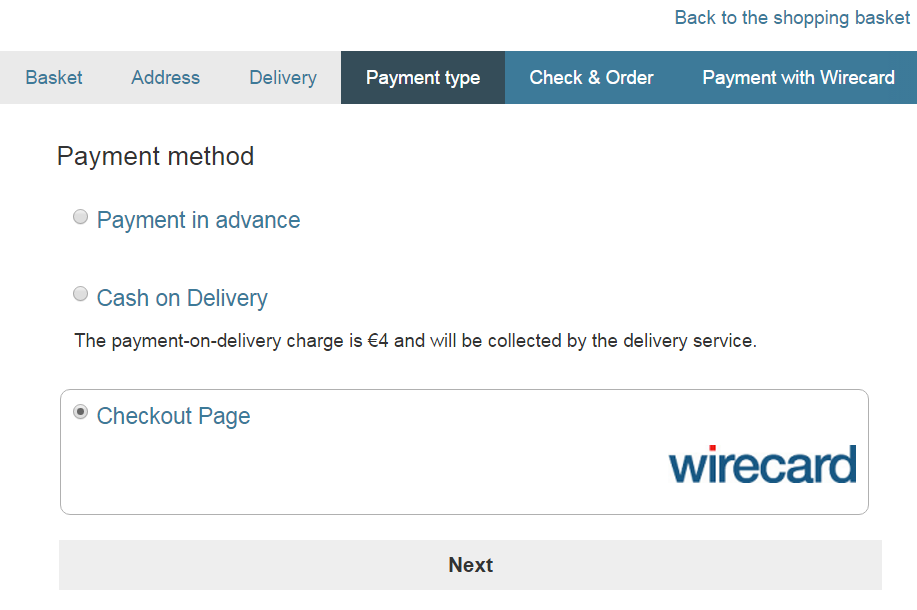 Back to the shopping basket
Basket Address Delivery Payment type Check & Order Payment with Wirecard
Payment method
Payment in advance
Cash on Delivery
The payment-on-delivery charge is €4 and will be collected by the delivery service.
Checkout Page
wirecard
Next